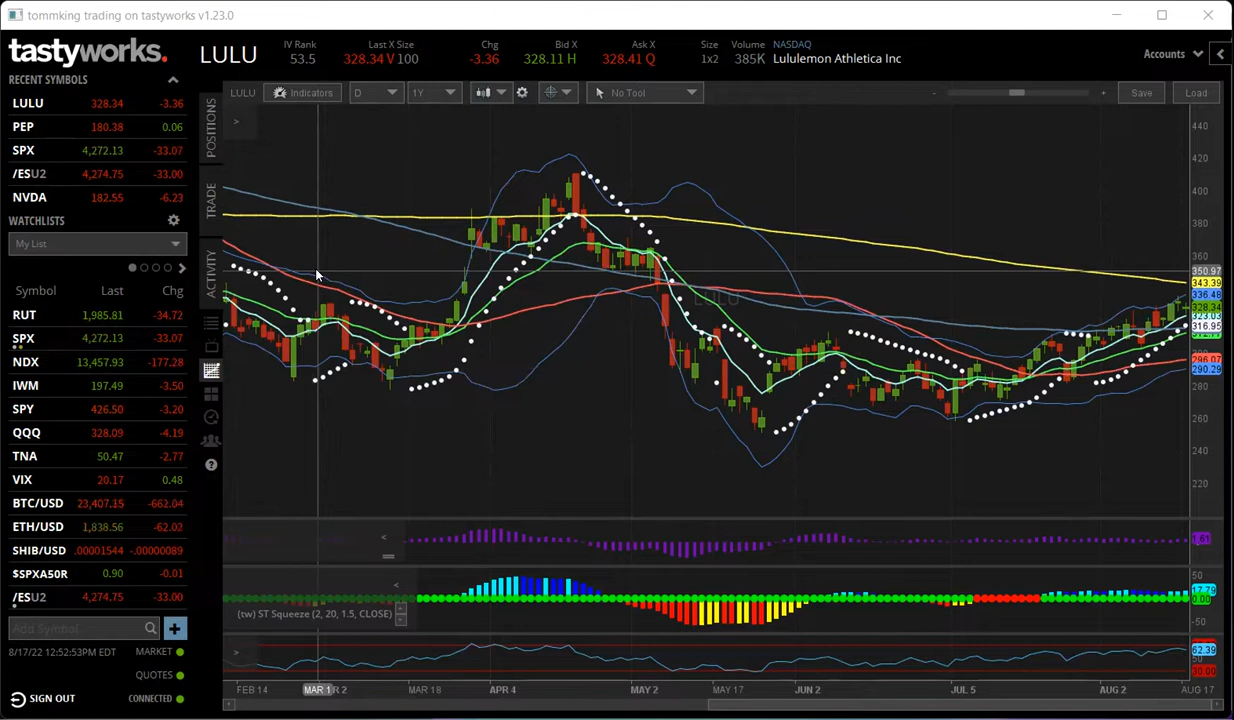 tommking trading on tastyworks v1.23.0
tastyworks.
LULU
IV Rank
53.5
Last X Size
328.34 V 100
Chg
-3.36
Bid X
328.11 H
Ask X
328.41 Q
Size
1x2
Volume
385K
NASDAQ
Lululemon Athletica Inc
Accounts
RECENT SYMBOLS
LULU 328.34 -3.36
PEP 180.38 0.06
SPX 4,272.13 -33.07
/ESU2 4,274.75 -33.00
NVDA 182.55 -6.23
WATCHLISTS
My List
Symbol Last Chg
RUT 1,985.81 -34.72
SPX 4,272.13 -33.07
NDX 13,457.93 -177.28
IWM 197.49 -3.50
SPY 426.50 -3.20
QQQ 328.09 -4.19
TNA 50.47 -2.77
VIX 20.17 0.48
BTC/USD 23,407.15 -662.04
ETH/USD 1,838.56 -62.02
SHIB/USD .00001544 -.00000089
$SPXA50R 0.90 -0.01
/ESU2 4,274.75 -33.00
Add Symbol
8/17/22 12:52:53PM EDT
MARKET
QUOTES
SIGN OUT
CONNECTED
POSITIONS
TRADE
ACTIVITY
LULU
Indicators
D
1Y
No Tool
-
+
Save
Load
LULU
440
420
400
380
360
350.97
343.39
336.48
328.34
316.95
296.07
290.29
280
260
240
220
1.61
50
17.79
0.00
-50
(tw) ST Squeeze (2, 20, 1.5, CLOSE)
62.39
50
30.00
FEB 14
MAR 1
R 2
MAR 18
APR 4
MAY 2
MAY 17
JUN 2
JUL 5
AUG 2
AUG 17